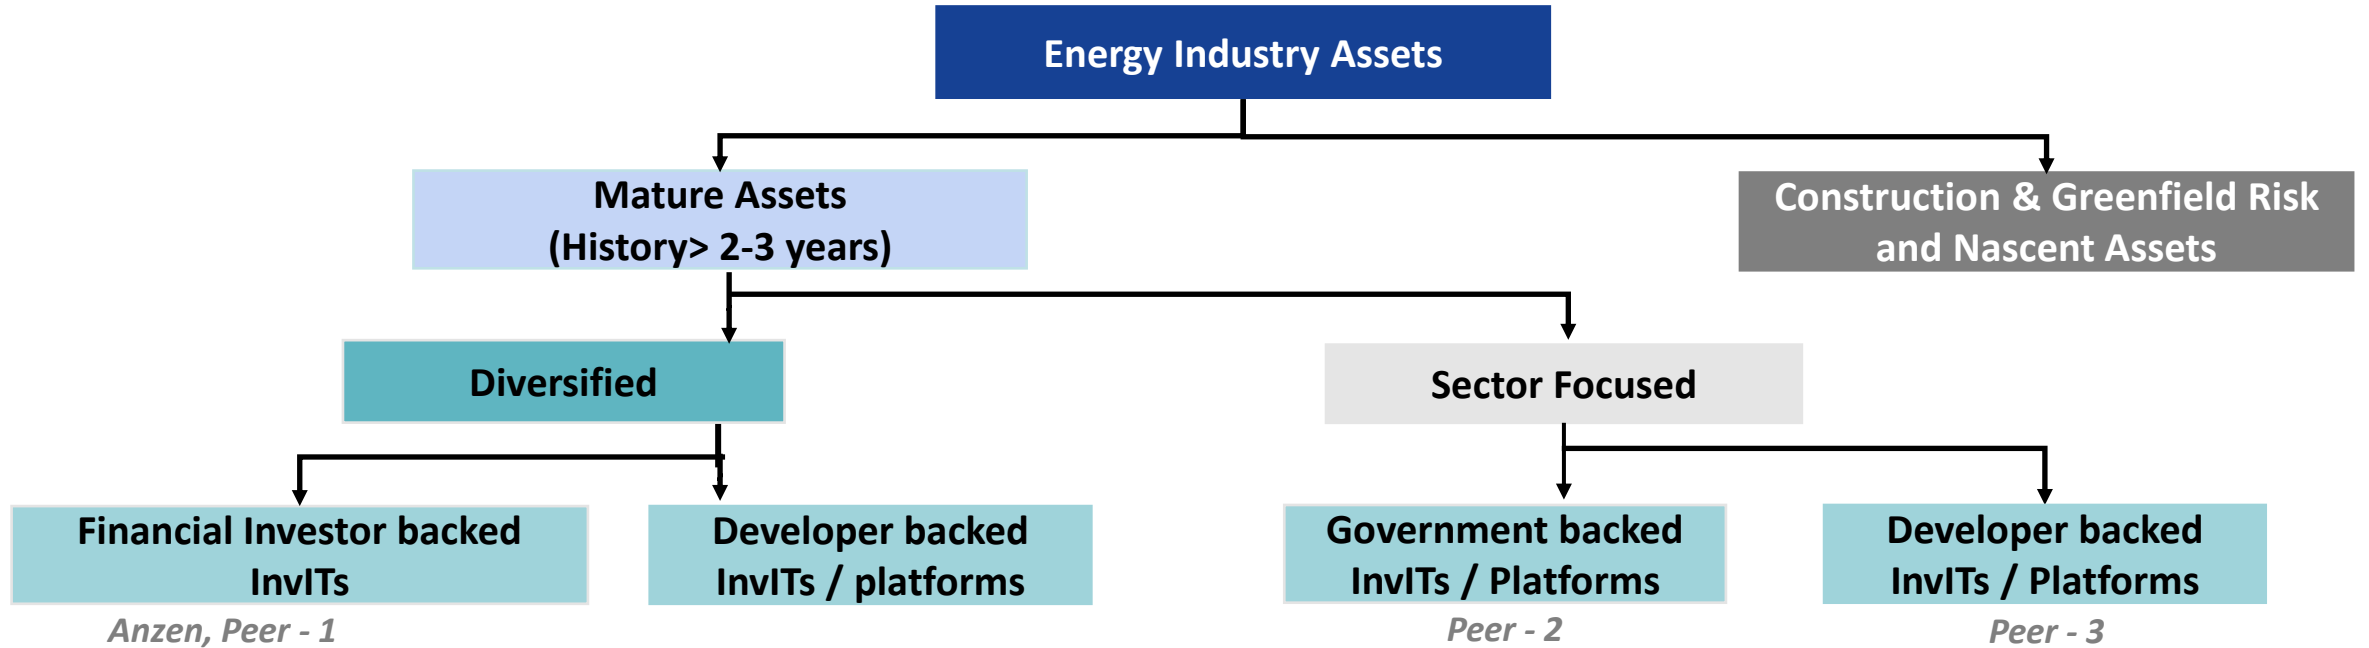 Energy Industry Assets
Mature Assets
(History> 2-3 years)
Construction & Greenfield Risk
and Nascent Assets
Diversified
Sector Focused
Financial Investor backed
InvITs
Developer backed
InvITs / platforms
Government backed
InvITs / Platforms
Developer backed
InvITs / Platforms
Anzen, Peer - 1
Peer - 2
Peer - 3